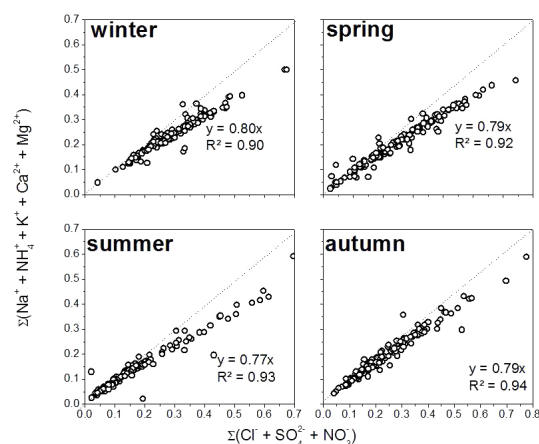 winter
spring
summer
autumn
y = 0.80x
R² = 0.90
y = 0.79x
R² = 0.92
y = 0.77x
R² = 0.93
y = 0.79x
R² = 0.94
0.7
0.6
0.5
0.4
0.3
0.2
0.1
0.0
0.7
0.6
0.5
0.4
0.3
0.2
0.1
0.0
0.0 0.1 0.2 0.3 0.4 0.5 0.6 0.7
0.1 0.2 0.3 0.4 0.5 0.6 0.7 0.8
Σ(Na⁺ + NH₄⁺ + K⁺ + Ca²⁺ + Mg²⁺)
Σ(Cl⁻ + SO₄²⁻ + NO₃⁻)